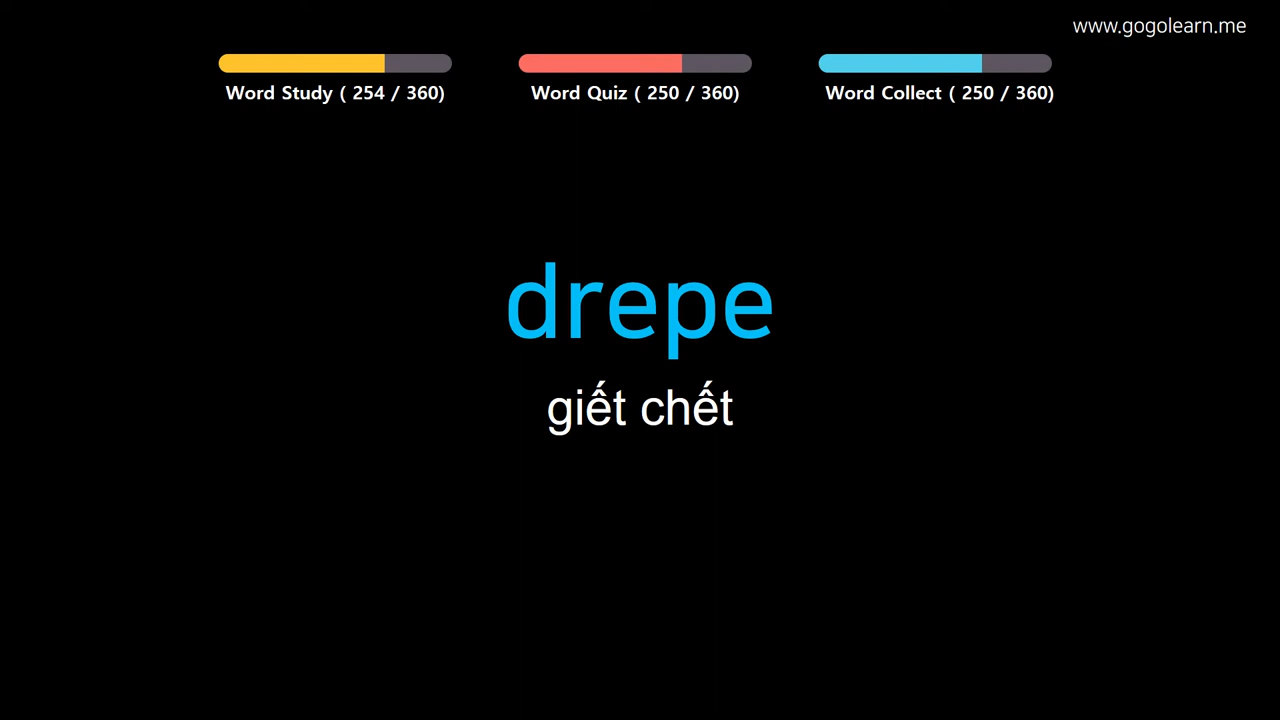 www.gogolearn.me
Word Study ( 254 / 360)
Word Quiz ( 250 / 360)
Word Collect ( 250 / 360)
drepe
giết chết